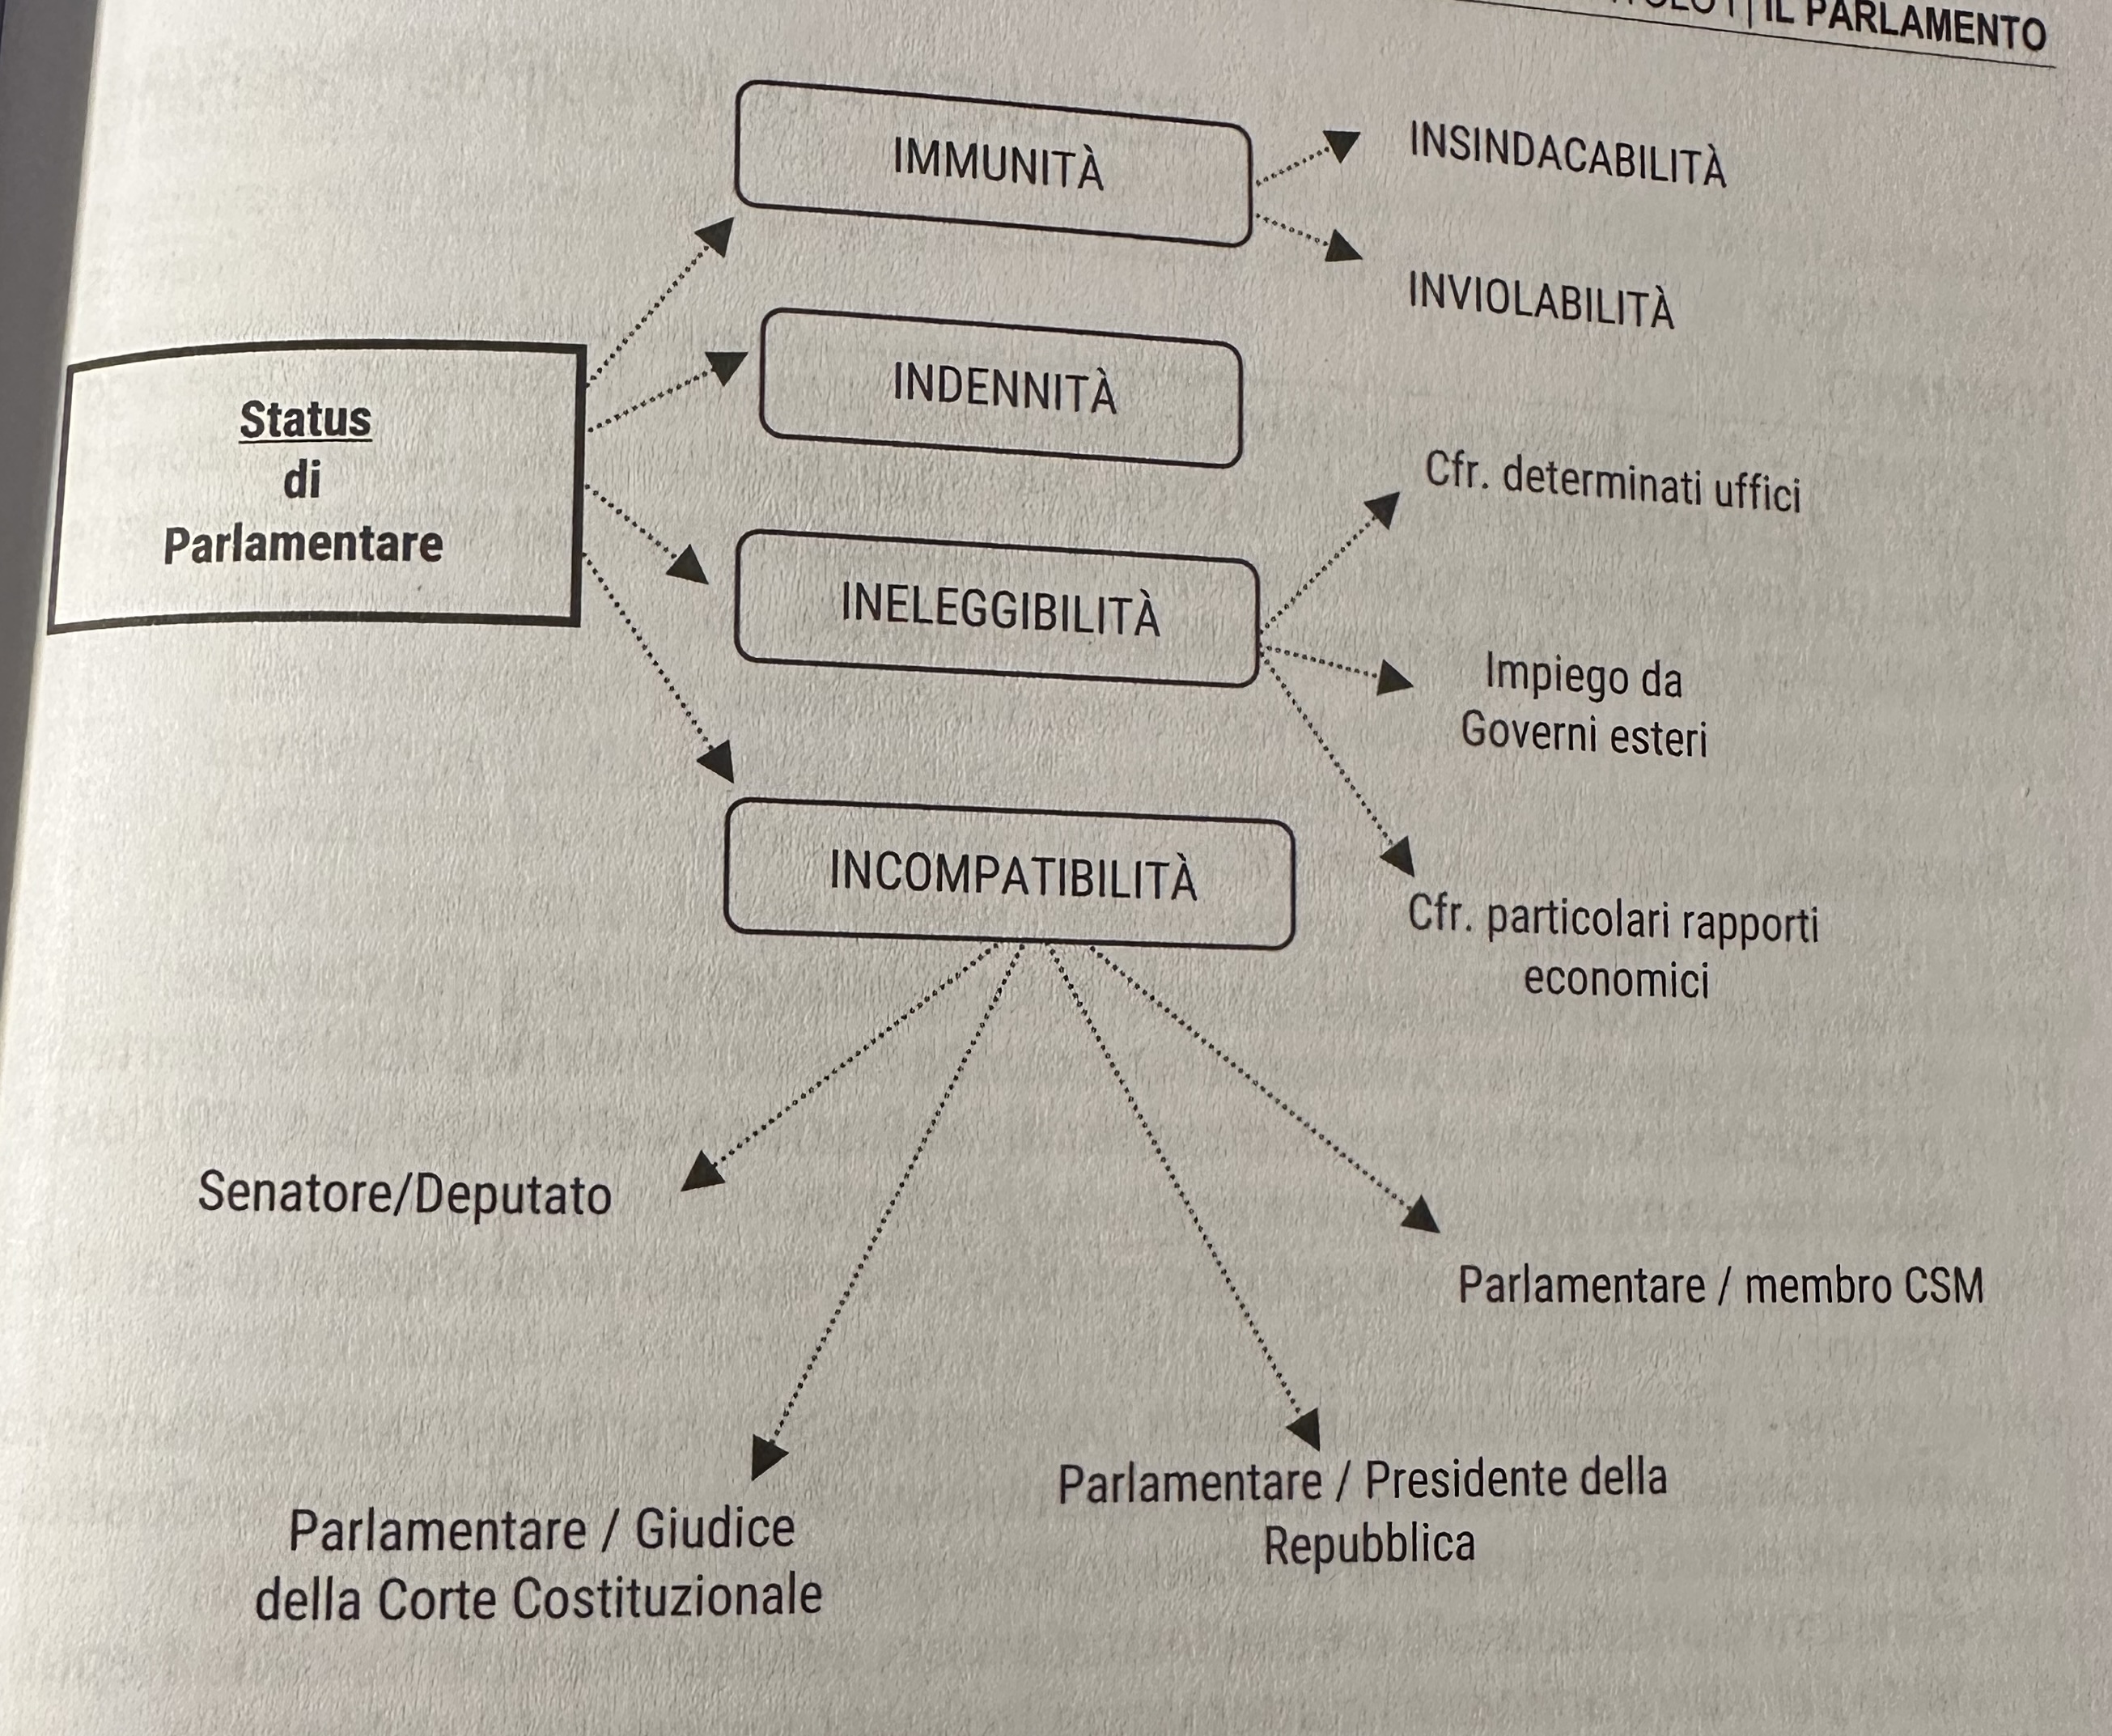 IL PARLAMENTO
IMMUNITÀ
INSINDACABILITÀ
INVIOLABILITÀ
INDENNITÀ
Status
di
Parlamentare
Cfr. determinati uffici
INELEGGIBILITÀ
Impiego da
Governi esteri
INCOMPATIBILITÀ
Cfr. particolari rapporti
economici
Senatore/Deputato
Parlamentare / membro CSM
Parlamentare / Giudice
della Corte Costituzionale
Parlamentare / Presidente della
Repubblica